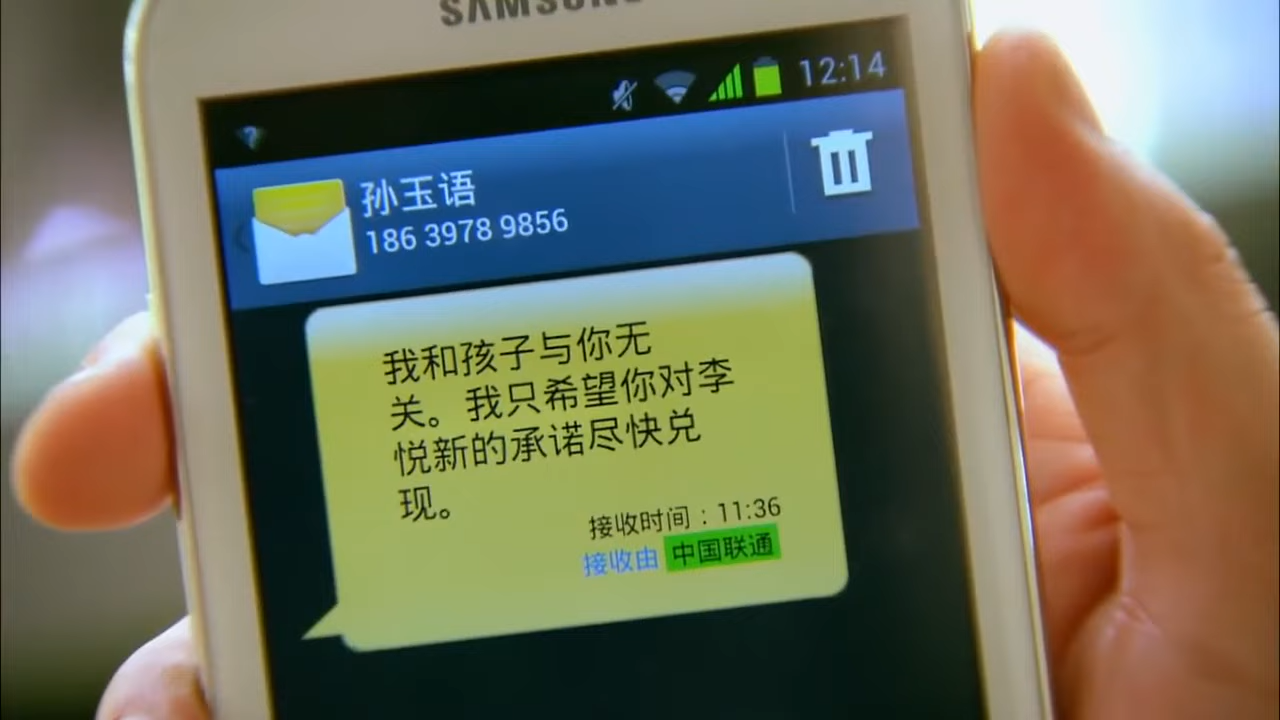 SAMSUNG
12:14
孙玉语
186 3978 9856
我和孩子与你无
关。我只希望你对李
悦新的承诺尽快兑
现。
接收时间：11:36
接收由 中国联通